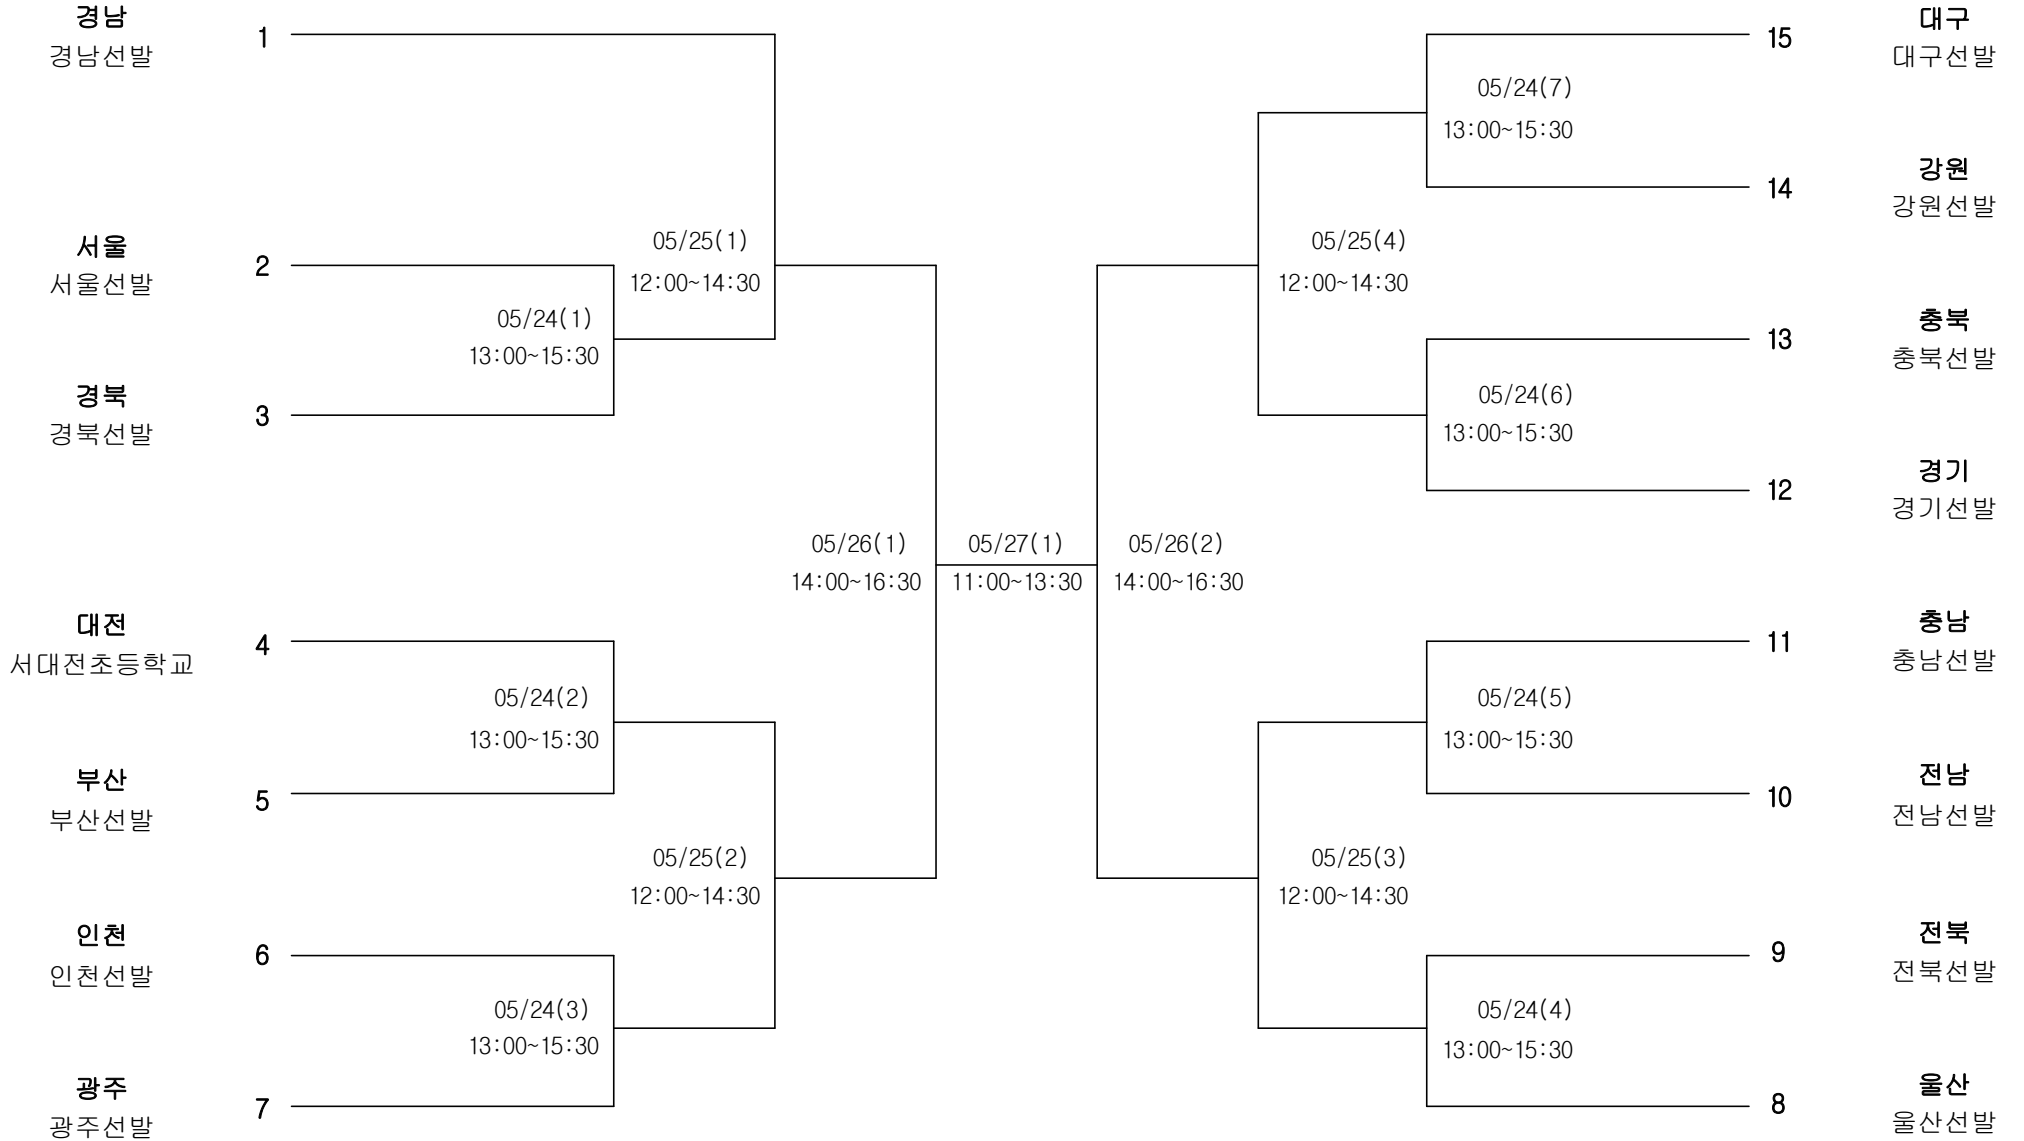 경남
경남선발
1
서울
서울선발
2
05/25(1)
12:00~14:30
05/24(1)
13:00~15:30
경북
경북선발
3
대전
서대전초등학교
4
05/24(2)
13:00~15:30
부산
부산선발
5
05/25(2)
12:00~14:30
인천
인천선발
6
05/24(3)
13:00~15:30
광주
광주선발
7
05/26(1)
14:00~16:30
05/27(1)
11:00~13:30
05/26(2)
14:00~16:30
15
대구
대구선발
05/24(7)
13:00~15:30
14
강원
강원선발
05/25(4)
12:00~14:30
13
충북
충북선발
05/24(6)
13:00~15:30
12
경기
경기선발
11
충남
충남선발
05/24(5)
13:00~15:30
10
전남
전남선발
05/25(3)
12:00~14:30
9
전북
전북선발
05/24(4)
13:00~15:30
8
울산
울산선발